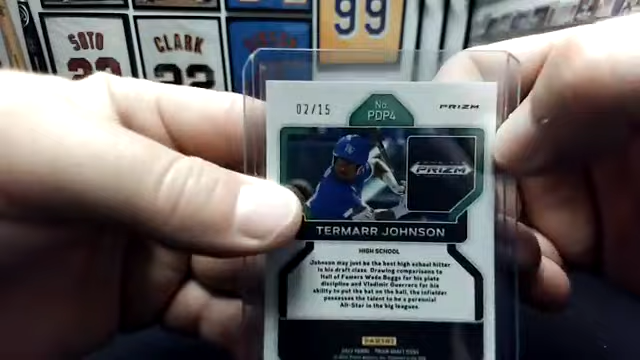 SOTO
CLARK
99
22
02/15
No.
PDP4
PRIZM
PRIZM
TERMARR JOHNSON
HIGH SCHOOL
Johnson may just be the best high school hitter
in his draft class. Drawing comparisons to
Hall of Famers Wade Boggs for his plate
discipline and Vladimir Guerrero for his
ability to put the bat on the ball, the infielder
possesses the talent to be a perennial
All-Star in the big leagues.
PANINI